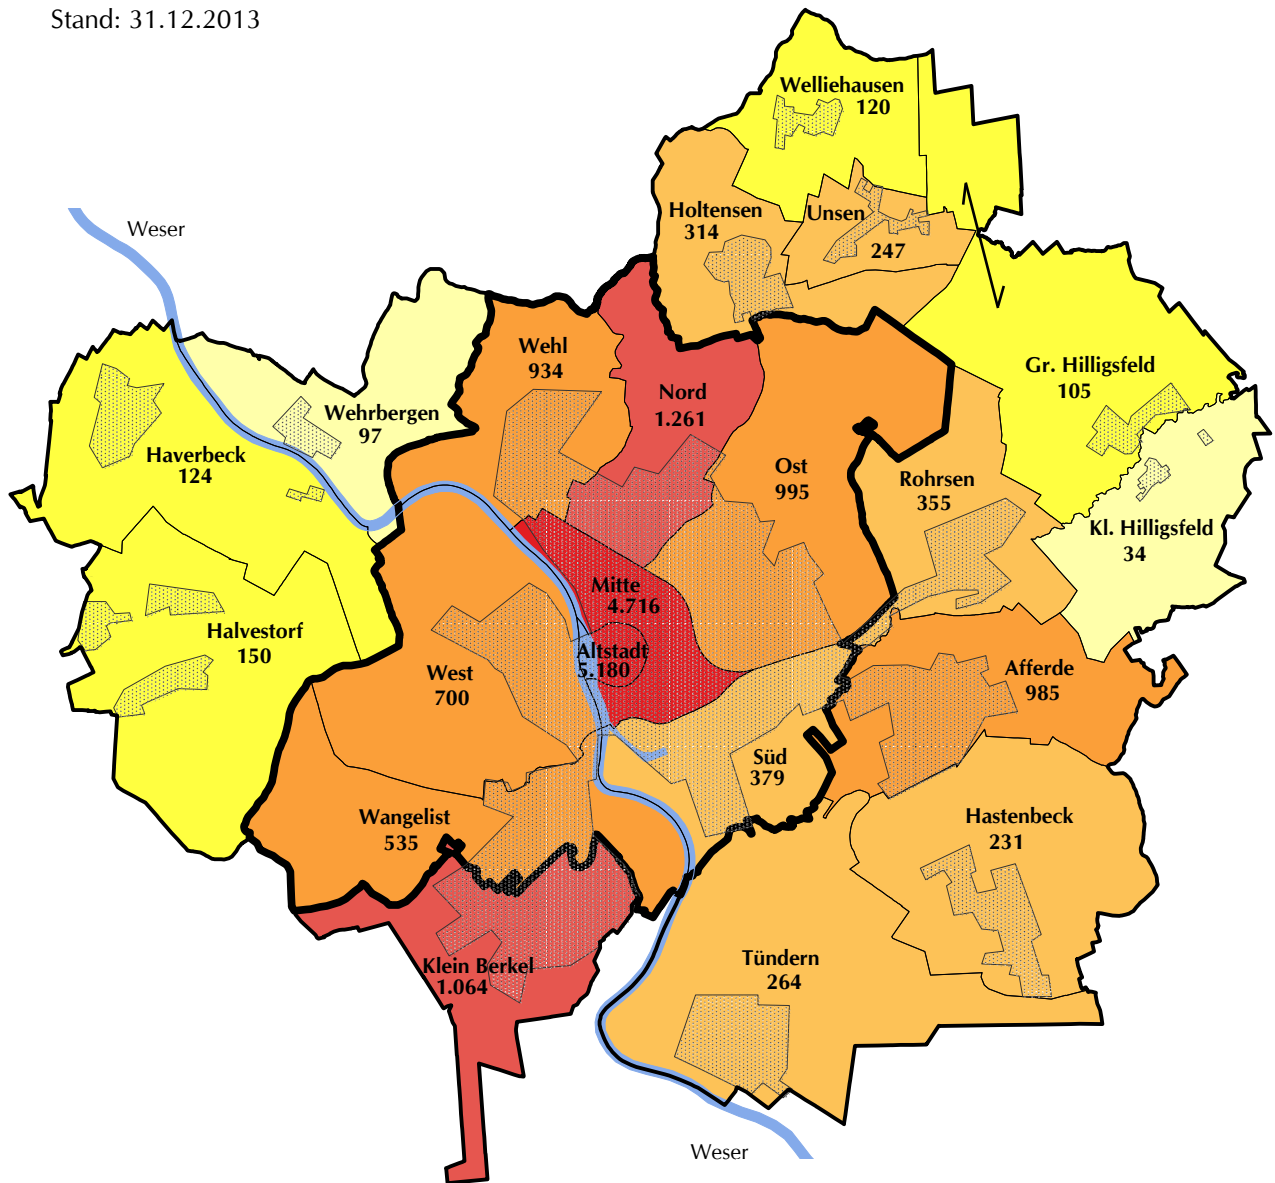 Stand: 31.12.2013
Welliehausen
120
Holtensen
314
Unsen
247
Weser
Wehl
934
Nord
1.261
Gr. Hilligsfeld
105
Wehrbergen
97
Haverbeck
124
Ost
995
Rohrsen
355
Kl. Hilligsfeld
34
Mitte
4.716
Halvestorf
150
Altstadt
5.180
West
700
Afferde
985
Süd
379
Wangelist
535
Hastenbeck
231
Klein Berkel
1.064
Tündern
264
Weser